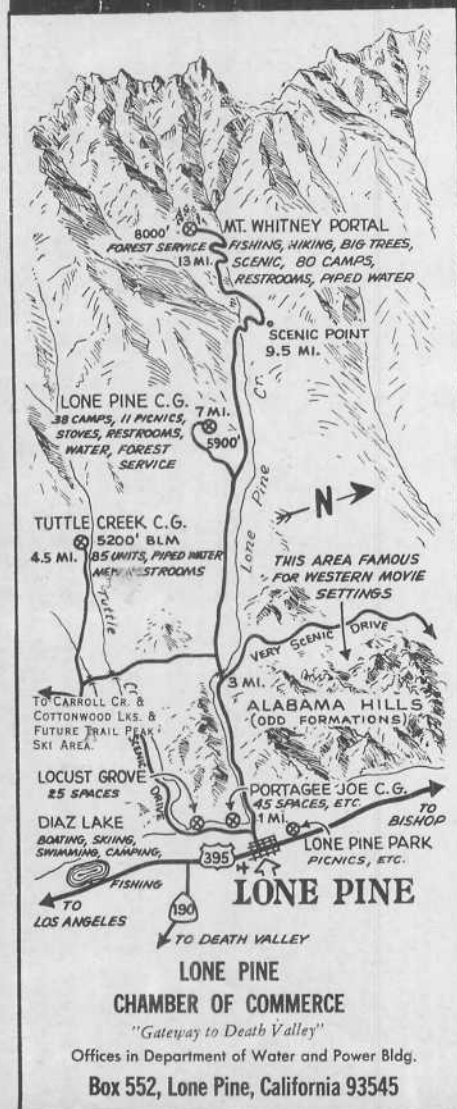 8000'
FOREST SERVICE
13 MI.
MT. WHITNEY PORTAL
FISHING, HIKING, BIG TREES,
SCENIC, 80 CAMPS,
RESTROOMS, PIPED WATER
SCENIC POINT
9.5 MI.
LONE PINE C.G.
38 CAMPS, 11 PICNICS,
STOVES, RESTROOMS,
WATER, FOREST
SERVICE
7 MI.
5900'
Lone Pine Cr.
N
TUTTLE CREEK C.G.
5200' BLM
4.5 MI.
85 UNITS, PIPED WATER
Tuttle Cr.
THIS AREA FAMOUS
FOR WESTERN MOVIE
SETTINGS
VERY SCENIC DRIVE
3 MI.
ALABAMA HILLS
(ODD FORMATIONS)
TO CARROLL CR. &
COTTONWOOD LKS. &
FUTURE TRAIL PEAK
SKI AREA.
SCENIC DRIVE
LOCUST GROVE
25 SPACES
PORTAGEE JOE C.G.
45 SPACES, ETC.
1 MI.
TO
BISHOP
DIAZ LAKE
BOATING, SKIING,
SWIMMING, CAMPING,
FISHING
395
LONE PINE PARK
PICNICS, ETC.
LONE PINE
TO
LOS ANGELES
190
TO DEATH VALLEY
LONE PINE
CHAMBER OF COMMERCE
"Gateway to Death Valley"
Offices in Department of Water and Power Bldg.
Box 552, Lone Pine, California 93545